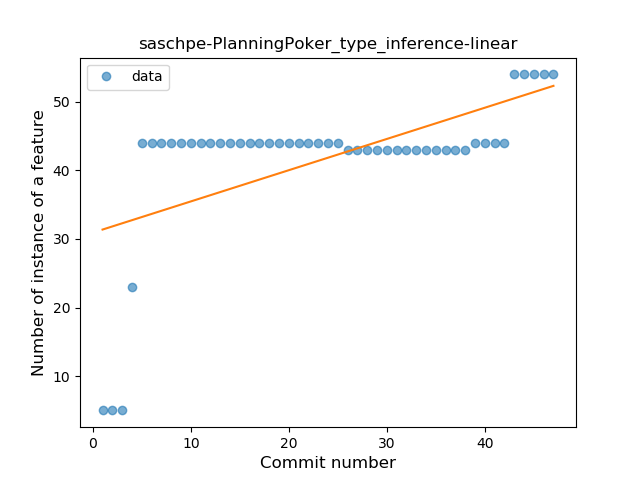 saschpe-PlanningPoker_type_inference-linear
data
Number of instance of a feature
50
40
30
20
10
0
10
20
30
40
Commit number